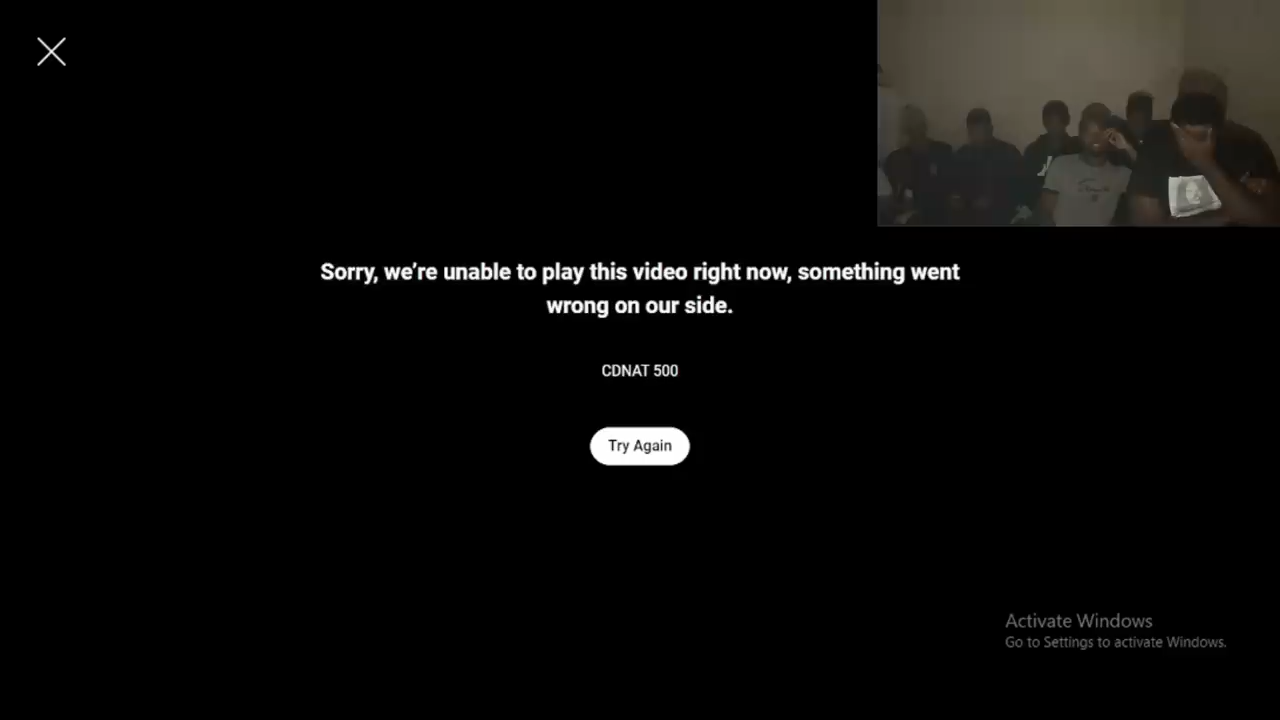 Sorry, we're unable to play this video right now, something went
wrong on our side.
CDNAT 500
Try Again
Activate Windows
Go to Settings to activate Windows.